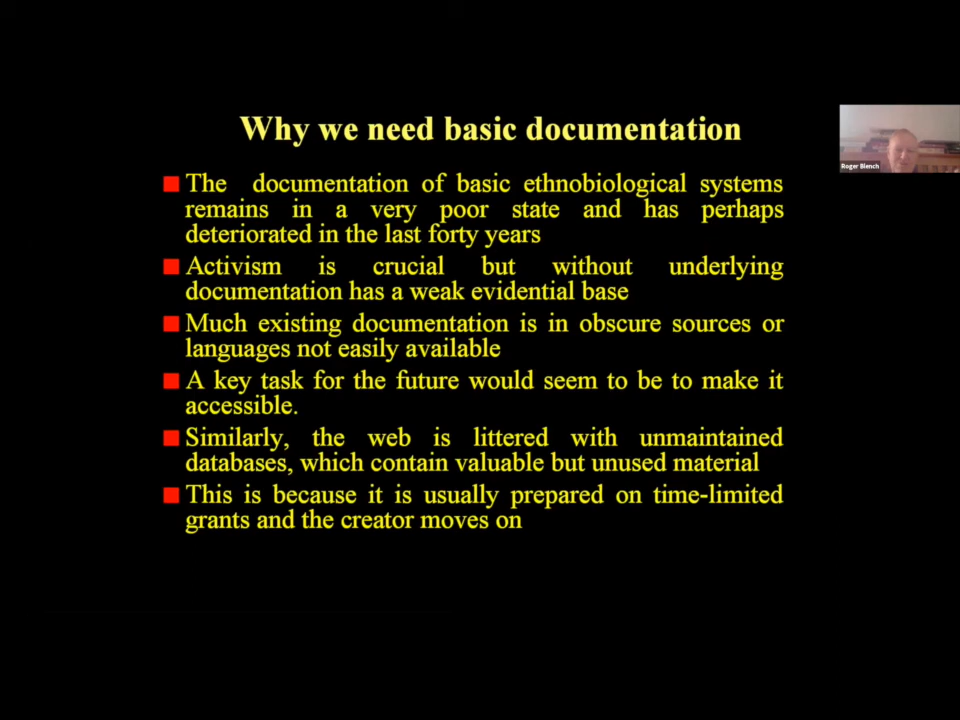 Why we need basic documentation
The documentation of basic ethnobiological systems
remains in a very poor state and has perhaps
deteriorated in the last forty years
Activism is crucial but without underlying
documentation has a weak evidential base
Much existing documentation is in obscure sources or
languages not easily available
A key task for the future would seem to be to make it
accessible.
Similarly, the web is littered with unmaintained
databases, which contain valuable but unused material
This is because it is usually prepared on time-limited
grants and the creator moves on
Roger Blench